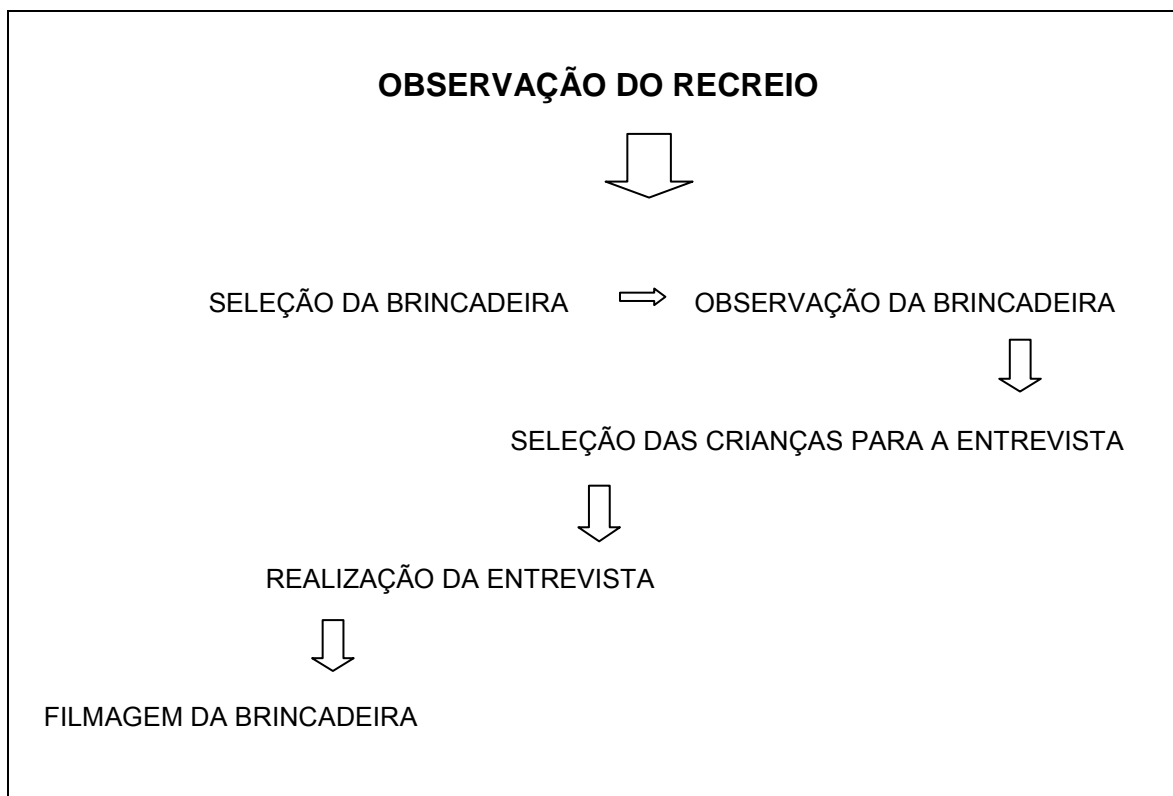 OBSERVAÇÃO DO RECREIO
SELEÇÃO DA BRINCADEIRA
OBSERVAÇÃO DA BRINCADEIRA
SELEÇÃO DAS CRIANÇAS PARA A ENTREVISTA
REALIZAÇÃO DA ENTREVISTA
FILMAGEM DA BRINCADEIRA